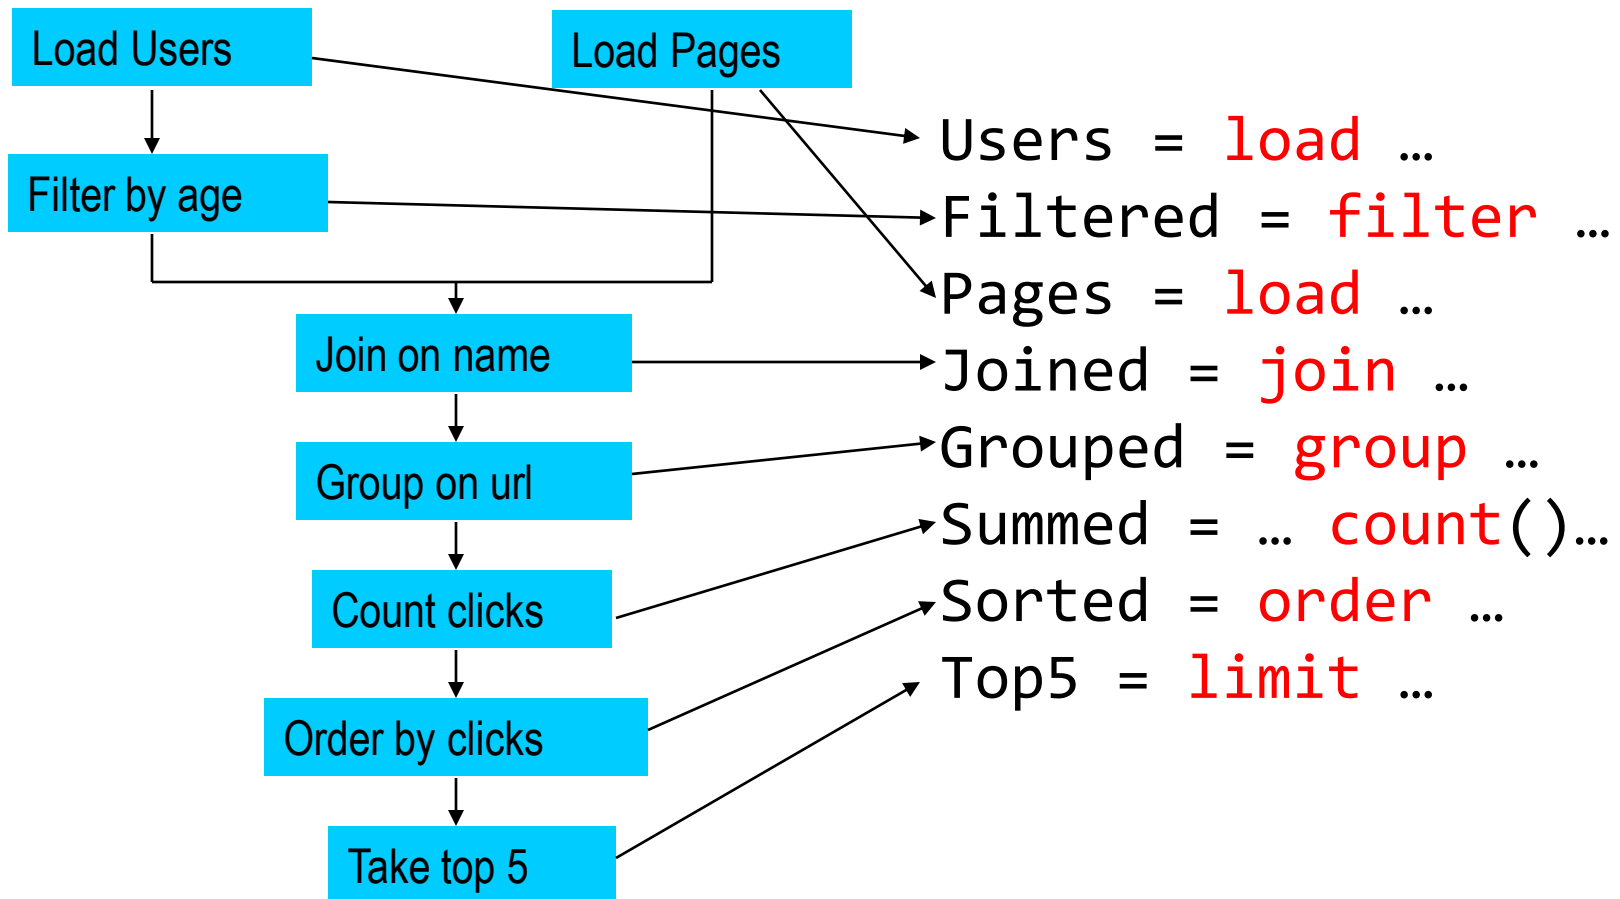 Load Users
Load Pages
Filter by age
Join on name
Group on url
Count clicks
Order by clicks
Take top 5
Users = load …
Filtered = filter …
Pages = load …
Joined = join …
Grouped = group …
Summed = … count()…
Sorted = order …
Top5 = limit …